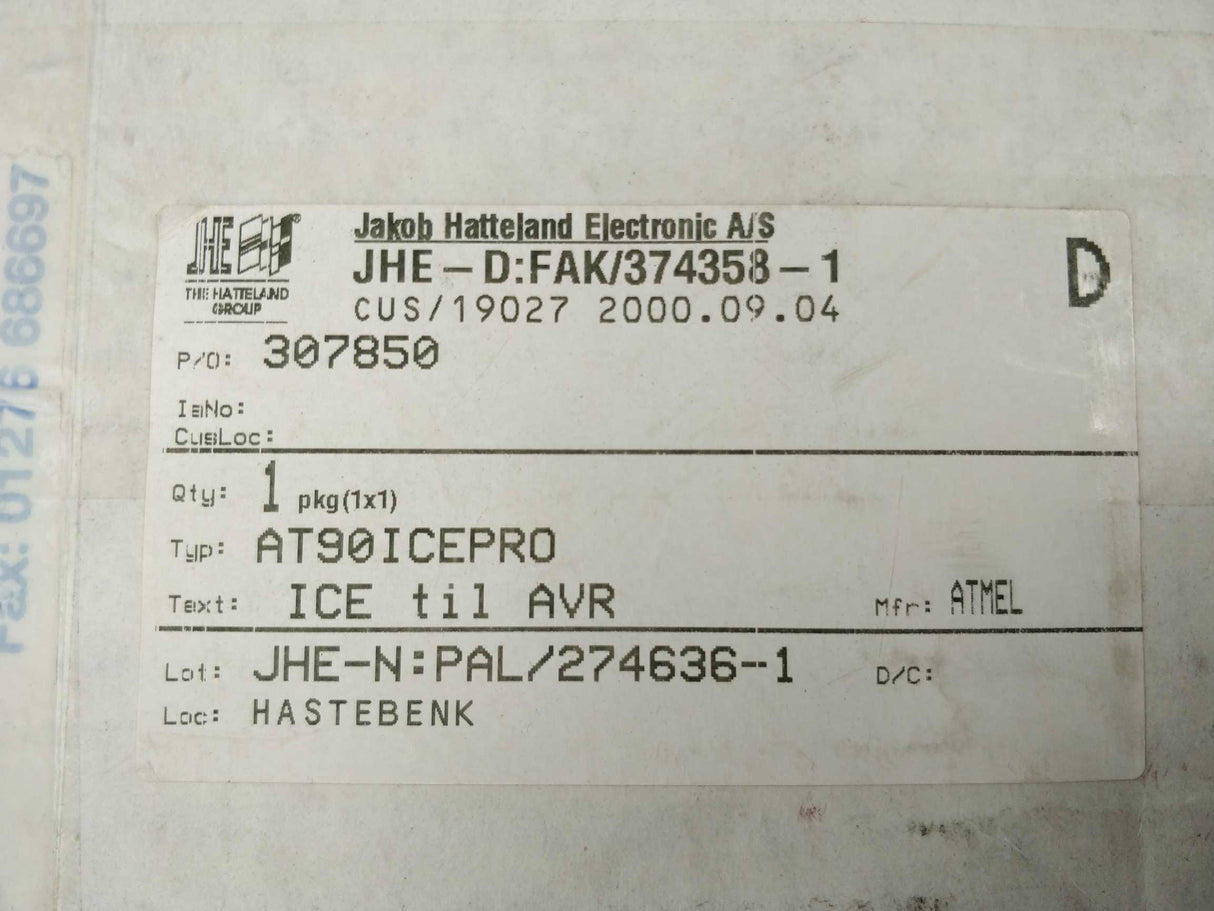 JHE
THE HATTELAND
GROUP
Jakob Hatteland Electronic A/S
JHE-D:FAK/374358-1
CUS/19027 2000.09.04
D
P/O: 307850
IaNo:
CusLoc:
Qty: 1 pkg(1x1)
Typ: AT90ICEPRO
Text: ICE til AVR
Mfr: ATMEL
Lot: JHE-N:PAL/274636-1
D/C:
Loc: HASTEBENK
Fax: 01276 686697